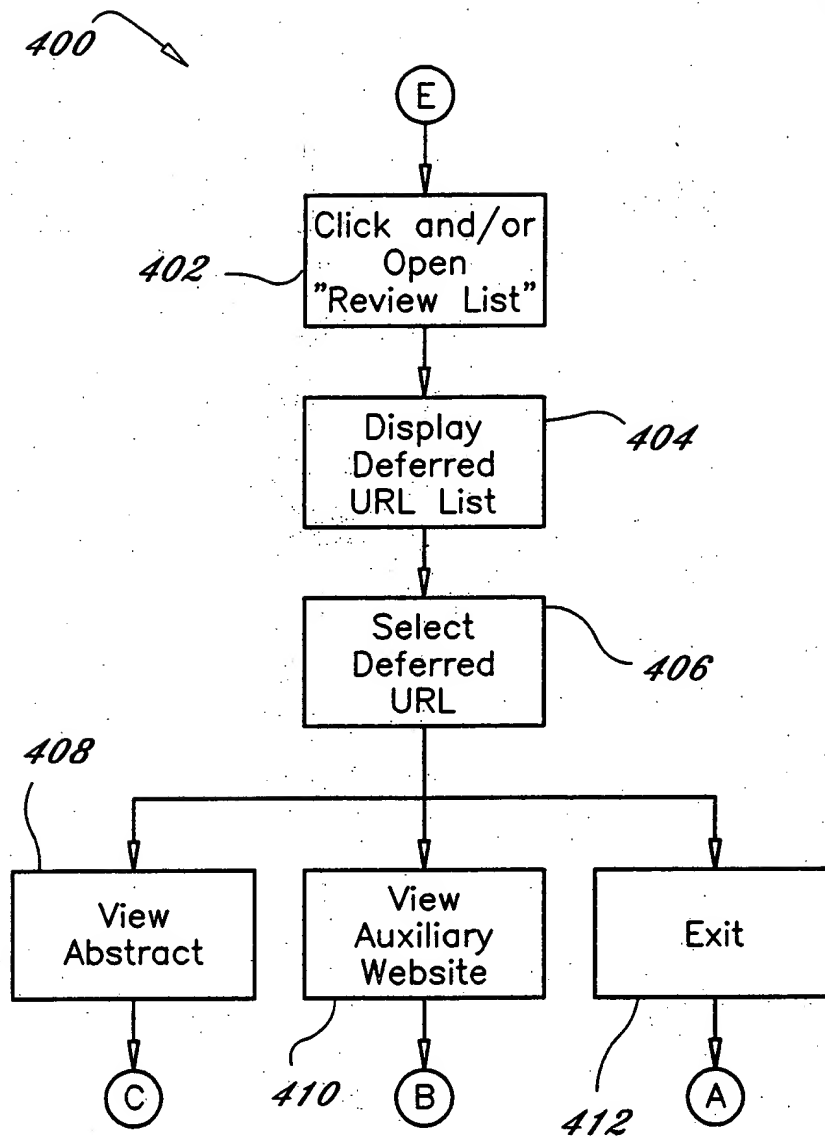 400
E
Click and/or
Open
"Review List"
402
Display
Deferred
URL List
404
Select
Deferred
URL
406
408
View
Abstract
View
Auxiliary
Website
Exit
C
410
B
412
A